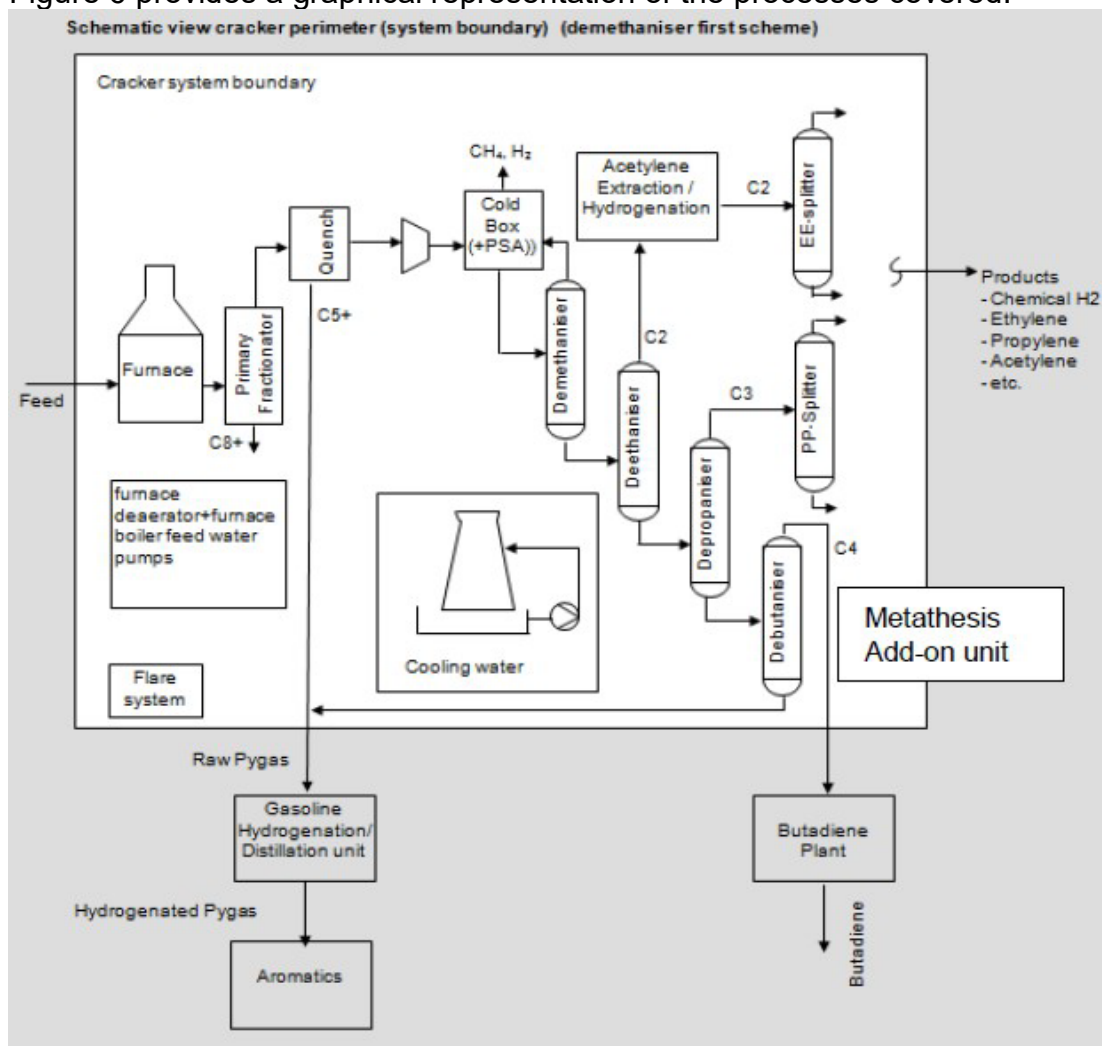 Figure 6 provides a graphical representation of the processes covered.
Schematic view cracker perimeter (system boundary) (demethaniser first scheme)
Cracker system boundary
CH₄, H₂
Acetylene
Extraction /
Hydrogenation
C2
EE-splitter
Cold
Box
(+PSA))
Quench
C5+
Products
- Chemical H2
- Ethylene
- Propylene
- Acetylene
- etc.
Furnace
Primary
Fractionator
Feed
C8+
Demethaniser
C2
Deethaniser
C3
PP-Splitter
Depropaniser
C4
Debutaniser
furnace
deaerator+furnace
boiler feed water
pumps
Cooling water
Metathesis
Add-on unit
Flare
system
Raw Pygas
Gasoline
Hydrogenation/
Distillation unit
Butadiene
Plant
Hydrogenated Pygas
Butadiene
Aromatics